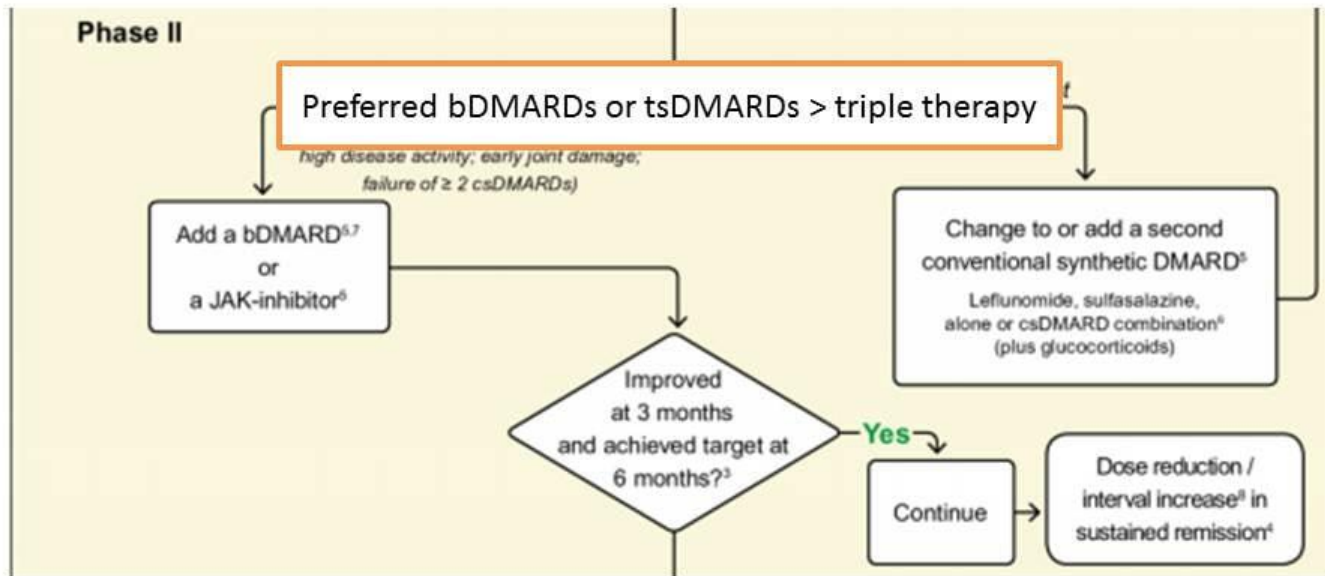 Phase II
Preferred bDMARDs or tsDMARDs > triple therapy
high disease activity; early joint damage;
failure of ≥ 2 csDMARDs)
Add a bDMARD⁵,⁷
or
a JAK-inhibitor⁶
Change to or add a second
conventional synthetic DMARD⁵
Leflunomide, sulfasalazine,
alone or csDMARD combination⁶
(plus glucocorticoids)
Improved
at 3 months
and achieved target at
6 months?³
Yes
Continue
Dose reduction /
interval increase⁸ in
sustained remission⁴